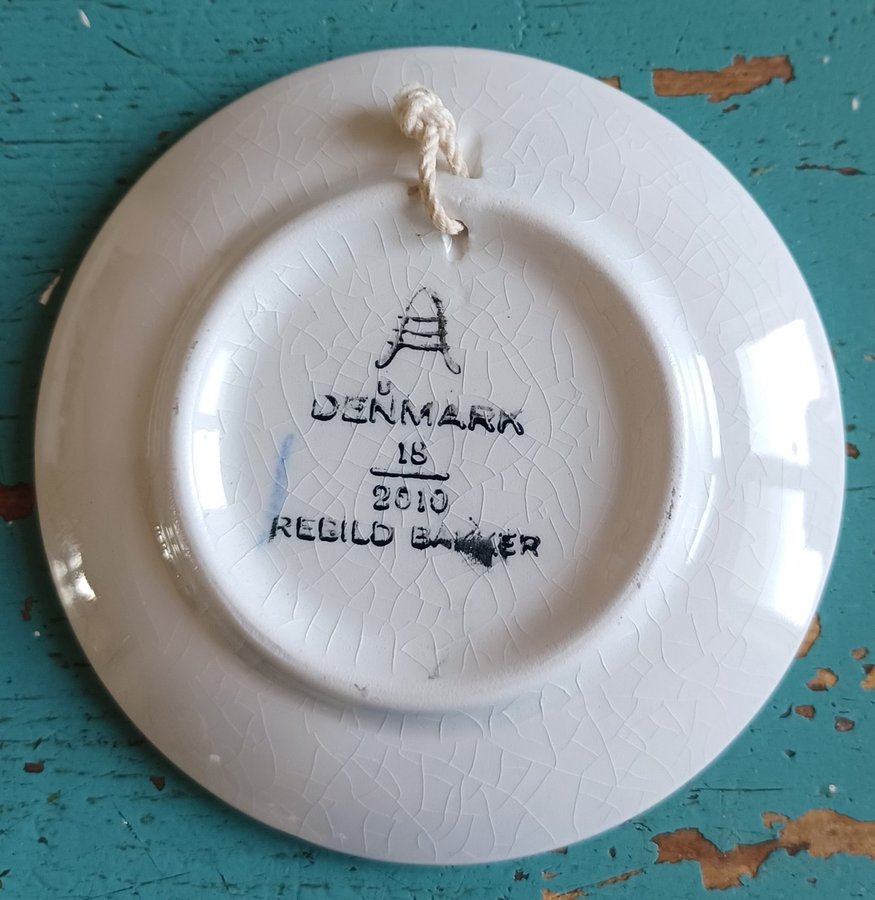 DENMARK
18
2010
REBILD BAKKER